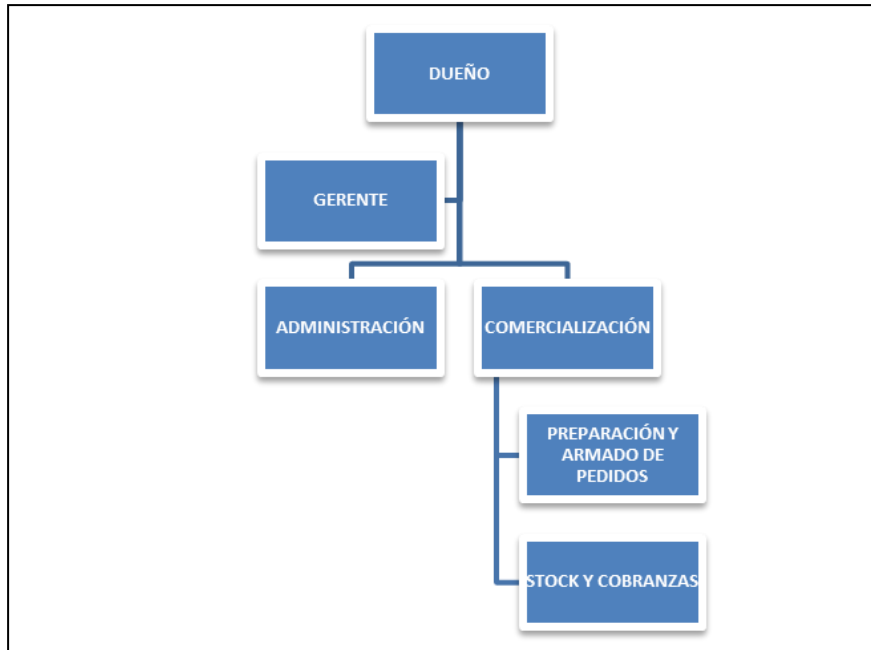 DUEÑO
GERENTE
ADMINISTRACIÓN
COMERCIALIZACIÓN
PREPARACIÓN Y
ARMADO DE
PEDIDOS
STOCK Y COBRANZAS